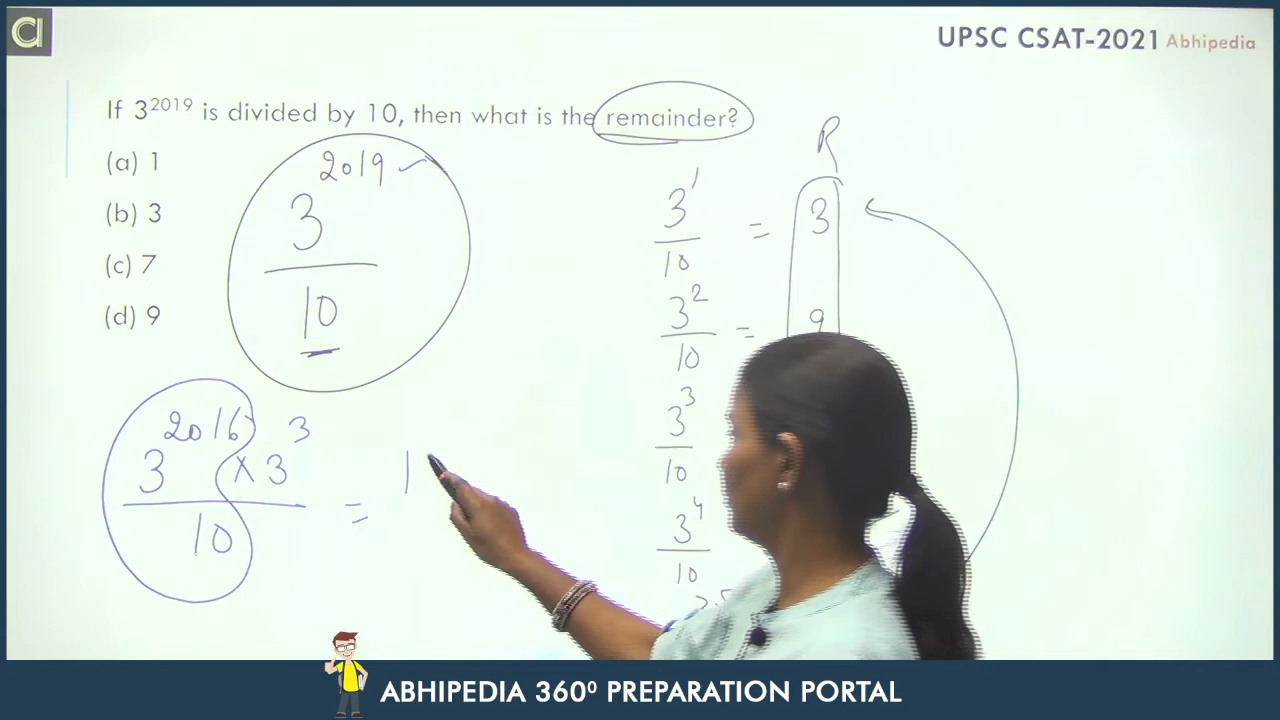 a
UPSC CSAT-2021 Abhipedia
If 3^2019 is divided by 10, then what is the remainder?
(a) 1
(b) 3
(c) 7
(d) 9
3^2019
10
3^2016 × 3^3
10
= 1
R
3^1
10
= 3
3^2
10
= 9
3^3
10
3^4
10
ABHIPEDIA 360⁰ PREPARATION PORTAL